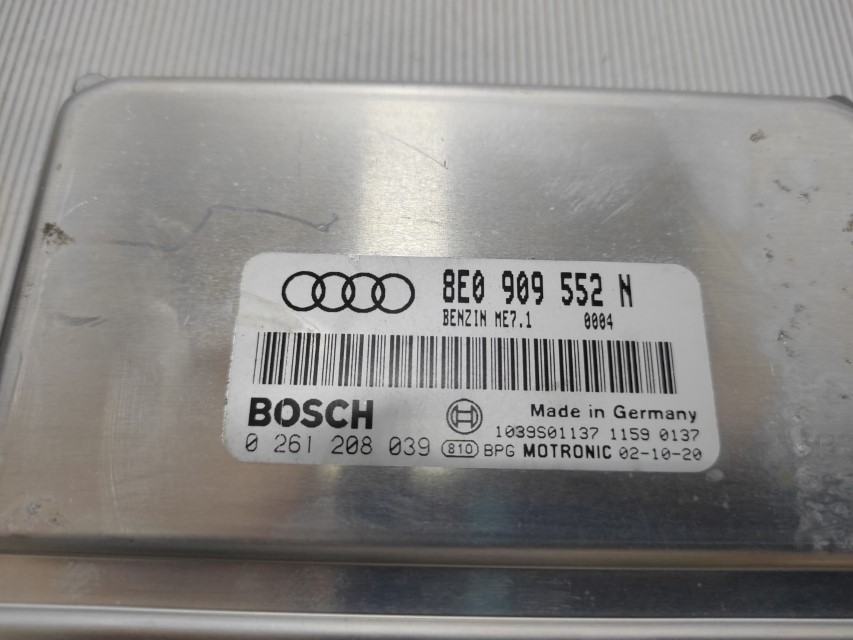 8E0 909 552 N
BENZIN ME7.1 0004
BOSCH
Made in Germany
1039S01137 1159 0137
0 261 208 039 810 BPG MOTRONIC 02-10-20